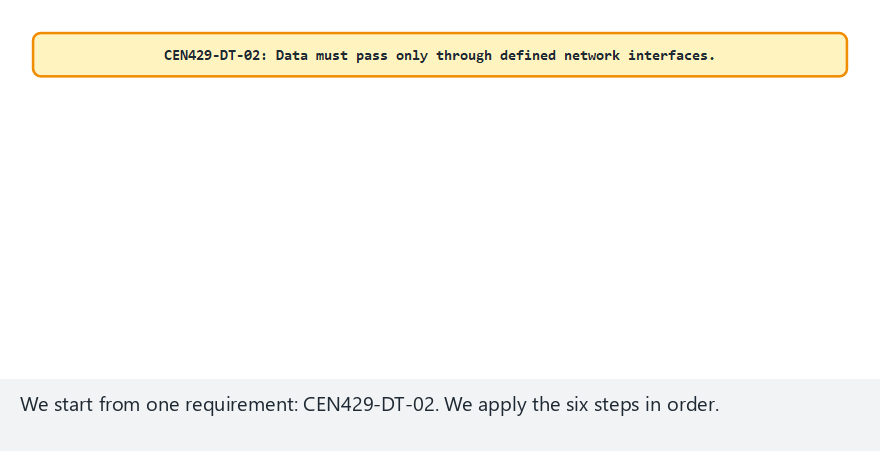 CEN429-DT-02: Data must pass only through defined network interfaces.
We start from one requirement: CEN429-DT-02. We apply the six steps in order.